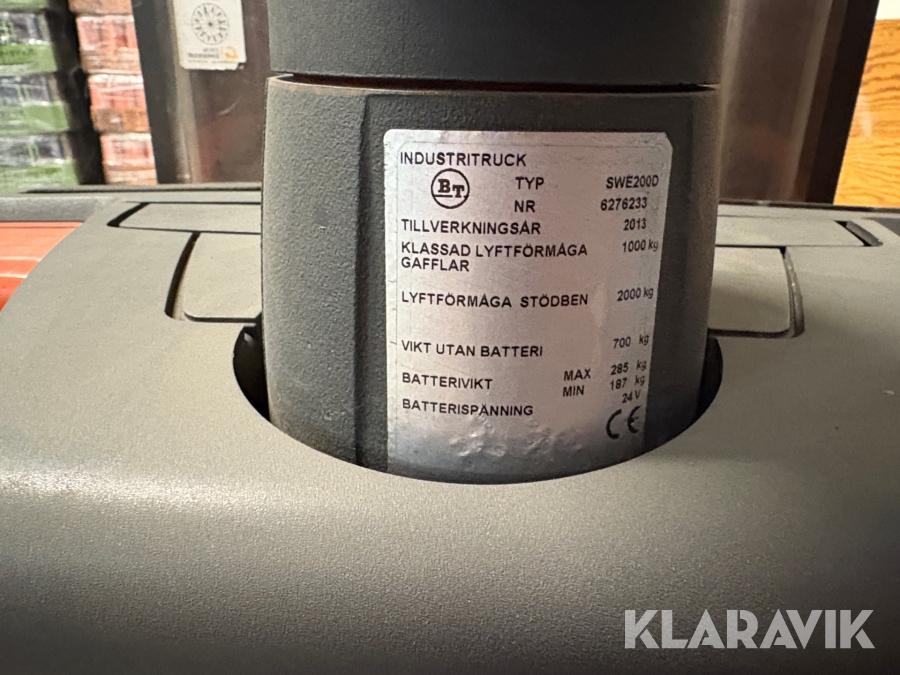 INDUSTRITRUCK
BT TYP SWE200D
NR 6276233
TILLVERKNINGSÅR 2013
KLASSAD LYFTFÖRMÅGA 1000 kg
GAFFLAR
LYFTFÖRMÅGA STÖDBEN 2000 kg
VIKT UTAN BATTERI 700 kg
BATTERIVIKT MAX 285 kg
MIN 187 kg
BATTERISPÄNNING 24 V
CE
KLARAVIK